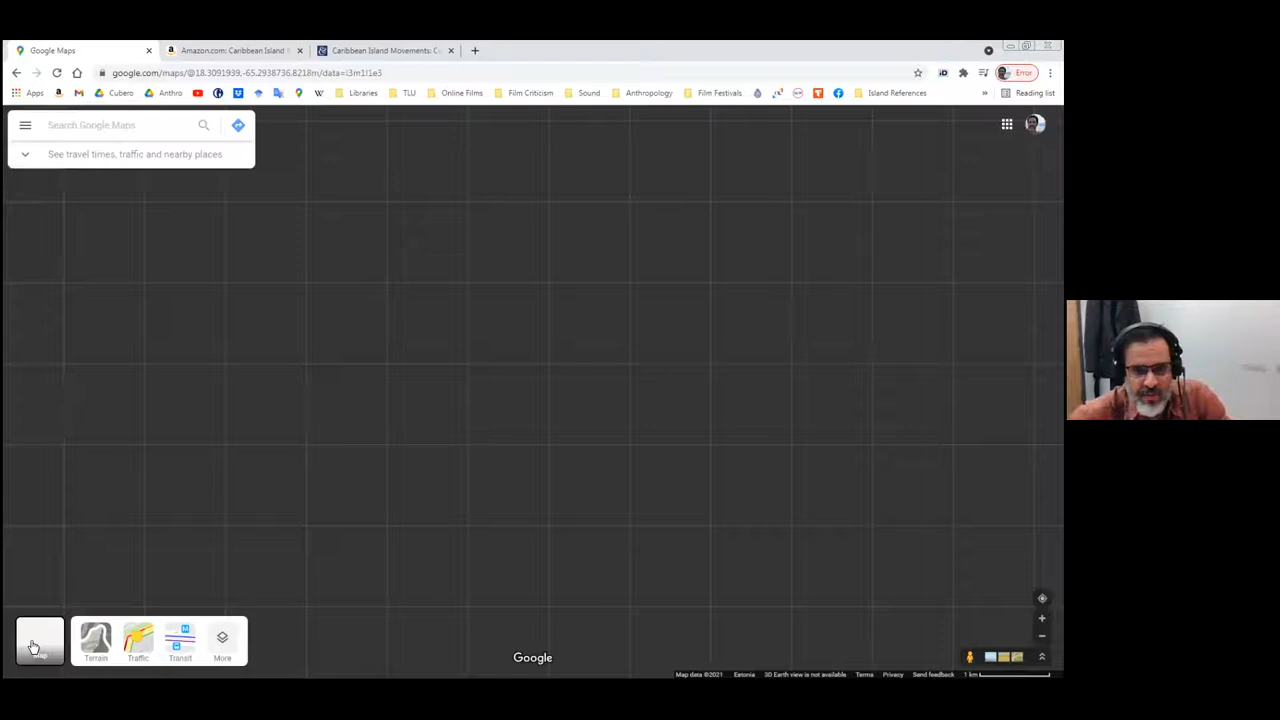 Google Maps
Amazon.com: Caribbean Island
Caribbean Island Movements: C
google.com/maps/@18.3091939,-65.2938736,8218m/data=!3m1!1e3
Error
Apps Cubero Anthro Libraries TLU Online Films Film Criticism Sound Anthropology Film Festivals Island References » Reading list
Search Google Maps
See travel times, traffic and nearby places
Map Terrain Traffic Transit More
Google
Map data ©2021 Estonia 3D Earth view is not available Terms Privacy Send feedback 1 km